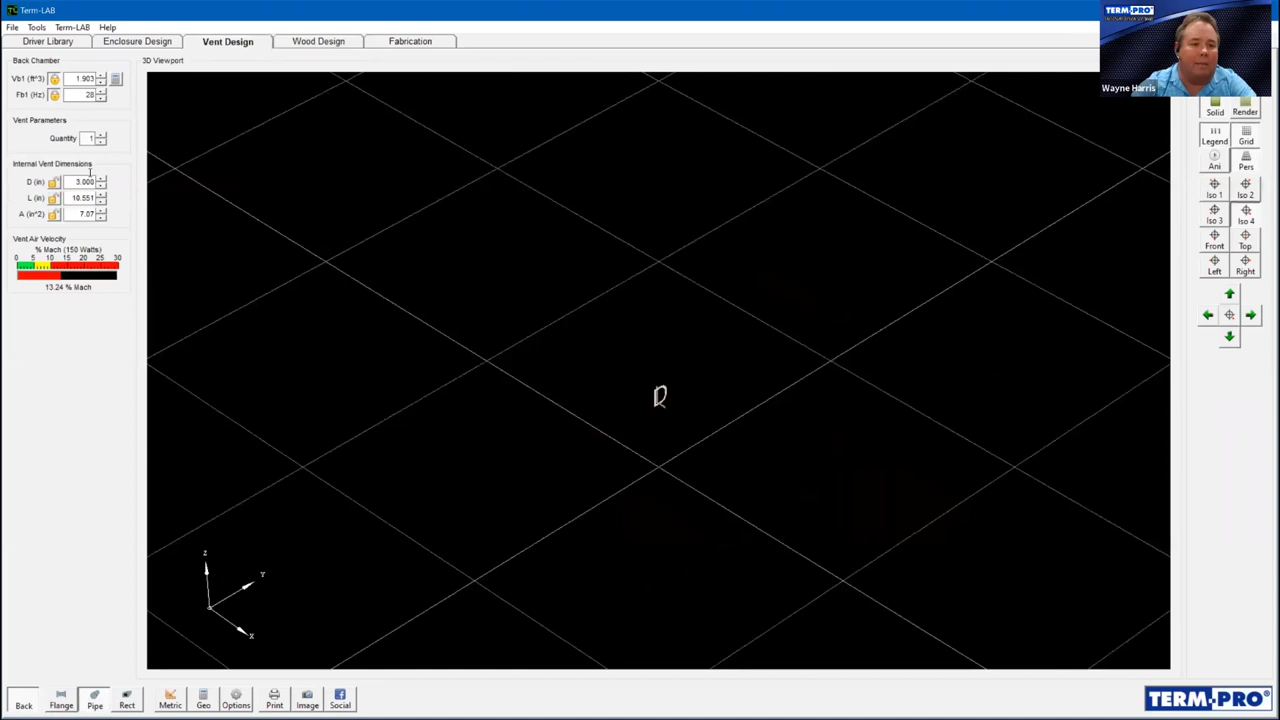 Term-LAB
File Tools Term-LAB Help
Driver Library Enclosure Design Vent Design Wood Design Fabrication
Back Chamber
Vb1 (ft^3) 1.903
Fb1 (Hz) 28
Vent Parameters
Quantity 1
Internal Vent Dimensions
D (in) 3.000
L (in) 10.551
A (in^2) 7.07
Vent Air Velocity
% Mach (150 Watts)
0 5 10 15 20 25 30
13.24 % Mach
3D Viewport
Z
Y
X
TERM-PRO
Wayne Harris
Solid Render
Legend Grid
Ani Pers
Iso 1 Iso 2
Iso 3 Iso 4
Front Top
Left Right
Back Flange Pipe Rect Metric Geo Options Print Image Social
TERM-PRO